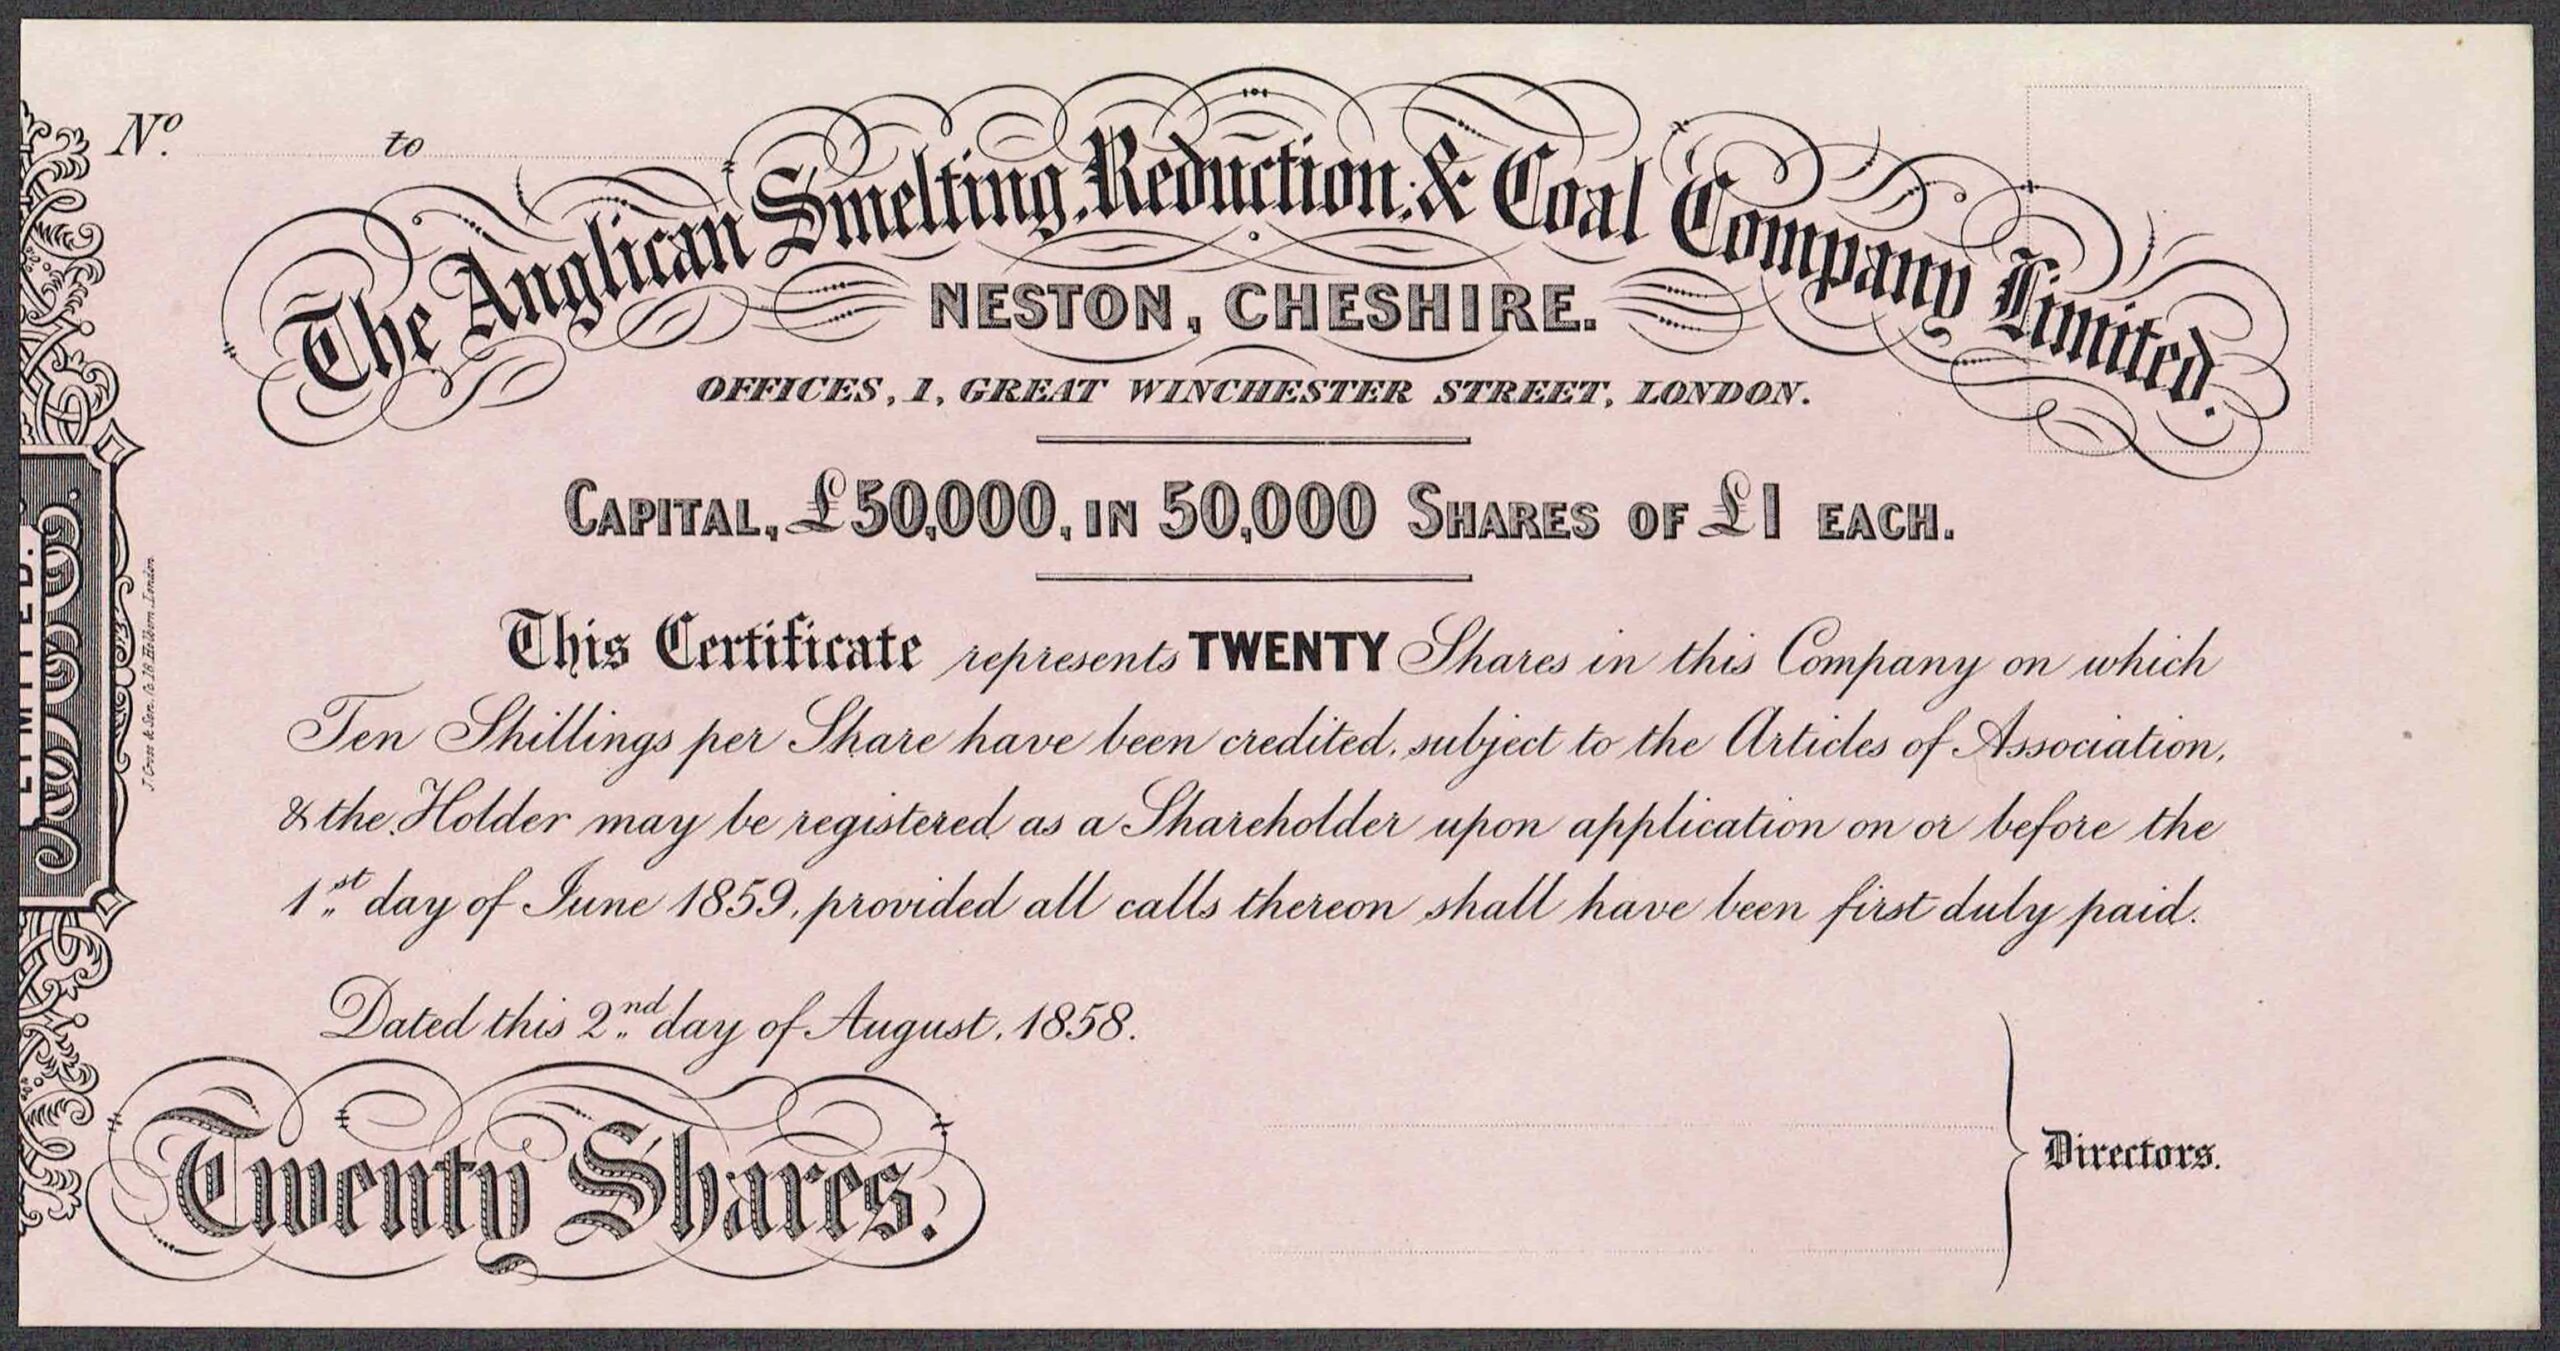 No. to
The Anglican Smelting, Reduction, & Coal Company Limited.
NESTON, CHESHIRE.
OFFICES, 1, GREAT WINCHESTER STREET, LONDON.
CAPITAL, £50,000, IN 50,000 SHARES OF £1 EACH.
This Certificate represents TWENTY Shares in this Company on which
Ten Shillings per Share have been credited, subject to the Articles of Association,
& the Holder may be registered as a Shareholder upon application on or before the
1st day of June 1859, provided all calls thereon shall have been first duly paid.
Dated this 2nd day of August, 1858.
Twenty Shares.
Directors.
LIMITED.
J. Gross & Son, Holborn, London